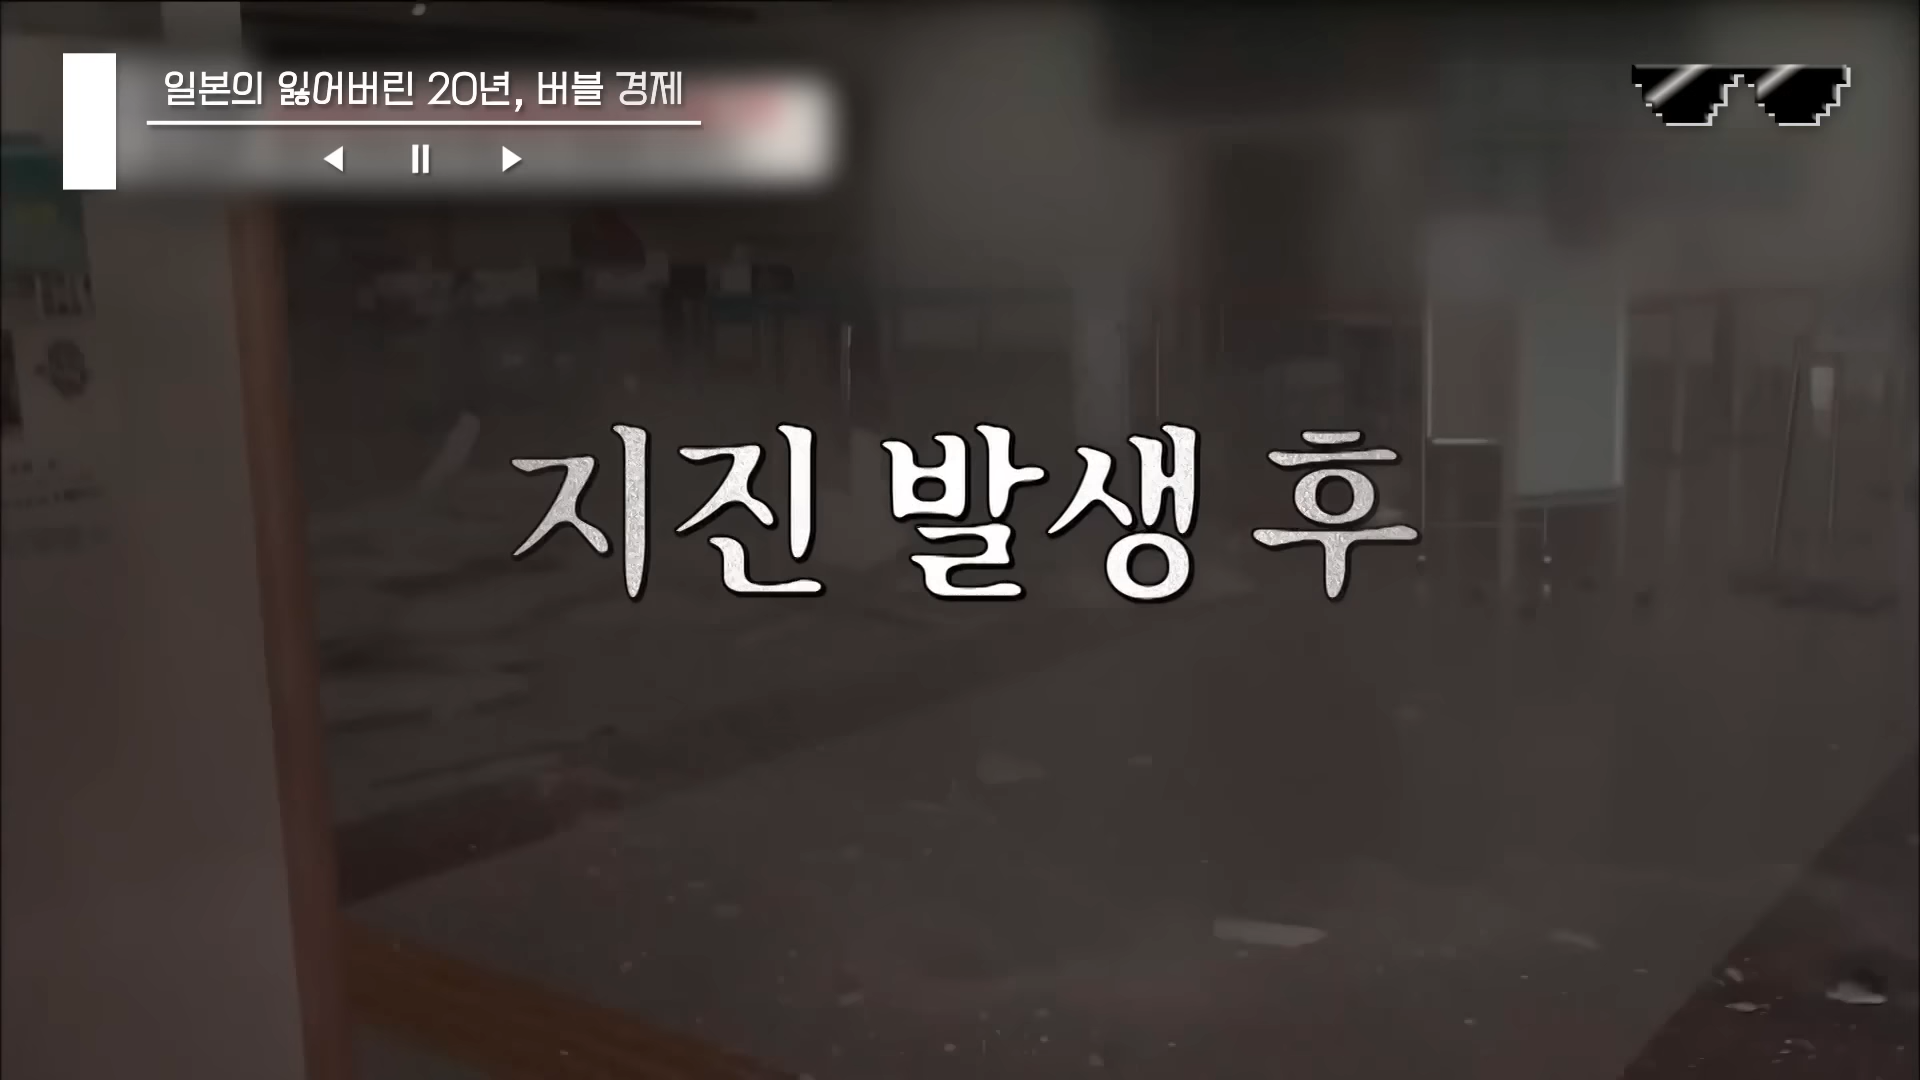 일본의 잃어버린 20년, 버블 경제
지진 발생 후